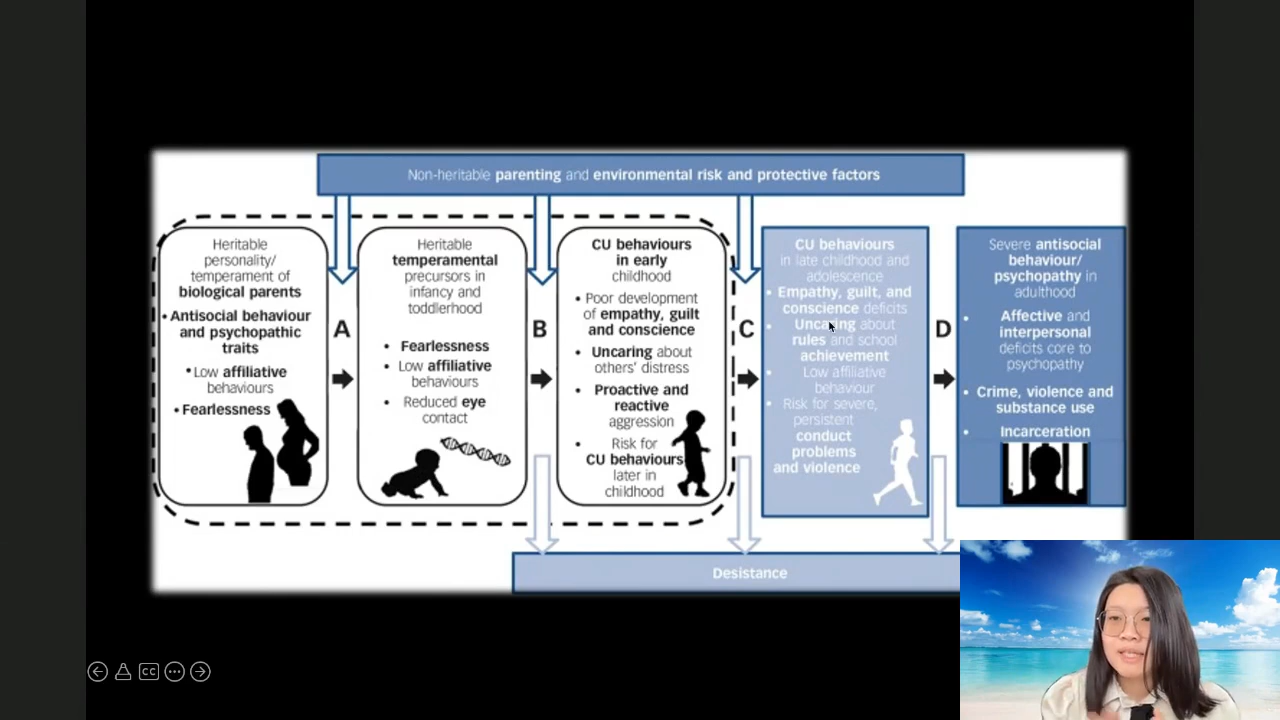 Non-heritable parenting and environmental risk and protective factors
Heritable
personality/
temperament of
biological parents
• Antisocial behaviour
and psychopathic
traits
• Low affiliative
behaviours
• Fearlessness
A
Heritable
temperamental
precursors in
infancy and
toddlerhood
• Fearlessness
• Low affiliative
behaviours
• Reduced eye
contact
B
CU behaviours
in early
childhood
• Poor development
of empathy, guilt
and conscience
• Uncaring about
others' distress
• Proactive and
reactive
aggression
• Risk for
CU behaviours
later in
childhood
C
CU behaviours
in late childhood and
adolescence
• Empathy, guilt, and
conscience deficits
• Uncaring about
rules and school
achievement
• Low affiliative
behaviour
• Risk for severe,
persistent
conduct
problems
and violence
D
Severe antisocial
behaviour/
psychopathy in
adulthood
• Affective and
interpersonal
deficits core to
psychopathy
• Crime, violence and
substance use
• Incarceration
Desistance
CC